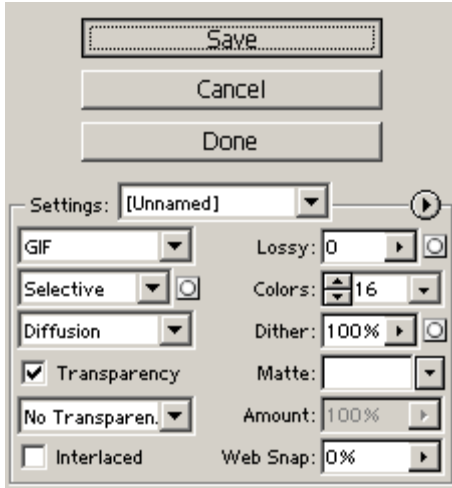 Save
Cancel
Done
Settings: [Unnamed]
GIF Lossy: 0
Selective Colors: 16
Diffusion Dither: 100%
Transparency Matte:
No Transparen. Amount: 100%
Interlaced Web Snap: 0%